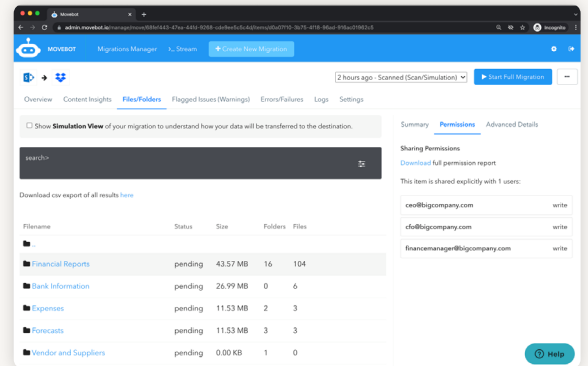 Movebot
admin.movebot.io/manage/move/
Incognito
MOVEBOT Migrations Manager Stream + Create New Migration
2 hours ago - Scanned (Scan/Simulation) Start Full Migration
Overview Content Insights Files/Folders Flagged Issues (Warnings) Errors/Failures Logs Settings
Show Simulation View of your migration to understand how your data will be transferred to the destination.
search>
Download csv export of all results here
Filename Status Size Folders Files
..
Financial Reports pending 43.57 MB 16 104
Bank Information pending 26.99 MB 0 6
Expenses pending 11.53 MB 2 3
Forecasts pending 11.53 MB 3 3
Vendor and Suppliers pending 0.00 KB 1 0
Summary Permissions Advanced Details
Sharing Permissions
Download full permission report
This item is shared explicitly with 1 users:
ceo@bigcompany.com write
cfo@bigcompany.com write
financemanager@bigcompany.com write
Help